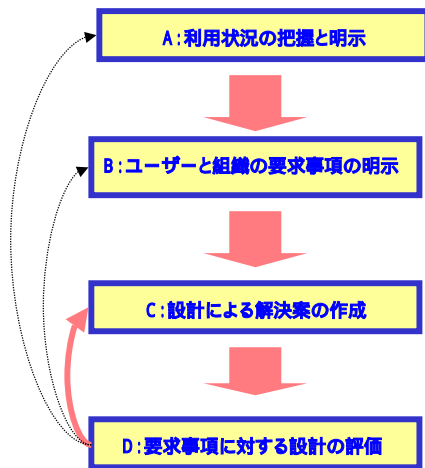 A:利用状況の把握と明示
B:ユーザーと組織の要求事項の明示
C:設計による解決案の作成
D:要求事項に対する設計の評価